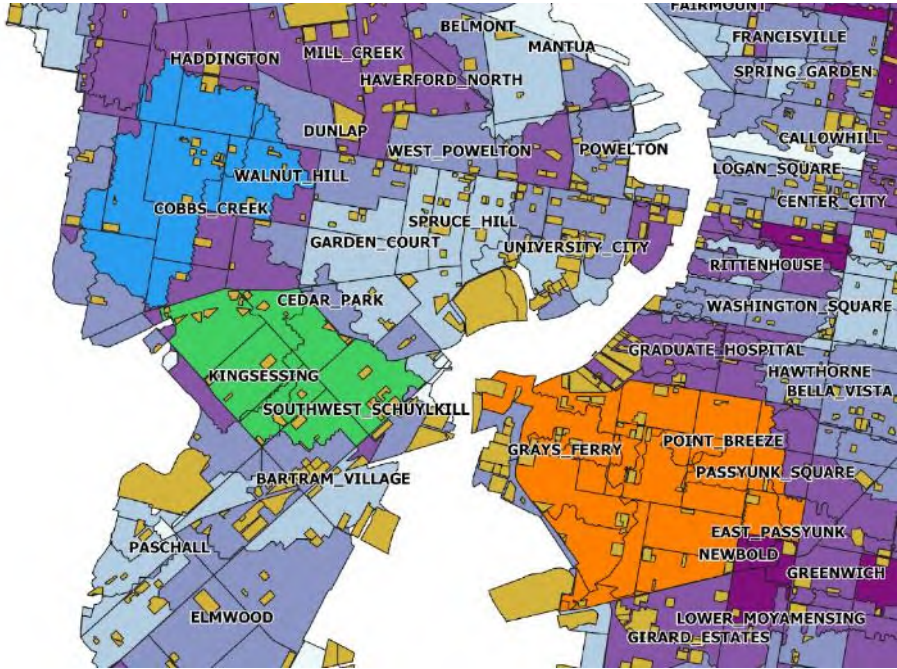 FAIRMOUNT
BELMONT
FRANCISVILLE
MANTUA
MILL_CREEK
HADDINGTON
SPRING_GARDEN
HAVERFORD_NORTH
DUNLAP
CALLOWHILL
WEST_POWELTON
POWELTON
LOGAN_SQUARE
WALNUT_HILL
CENTER_CITY
COBBS_CREEK
SPRUCE_HILL
GARDEN_COURT
UNIVERSITY_CITY
RITTENHOUSE
CEDAR_PARK
WASHINGTON_SQUARE
GRADUATE_HOSPITAL
KINGSESSING
HAWTHORNE
BELLA_VISTA
SOUTHWEST_SCHUYLKILL
POINT_BREEZE
GRAYS_FERRY
PASSYUNK_SQUARE
BARTRAM_VILLAGE
EAST_PASSYUNK
PASCHALL
NEWBOLD
GREENWICH
ELMWOOD
LOWER_MOYAMENSING
GIRARD_ESTATES